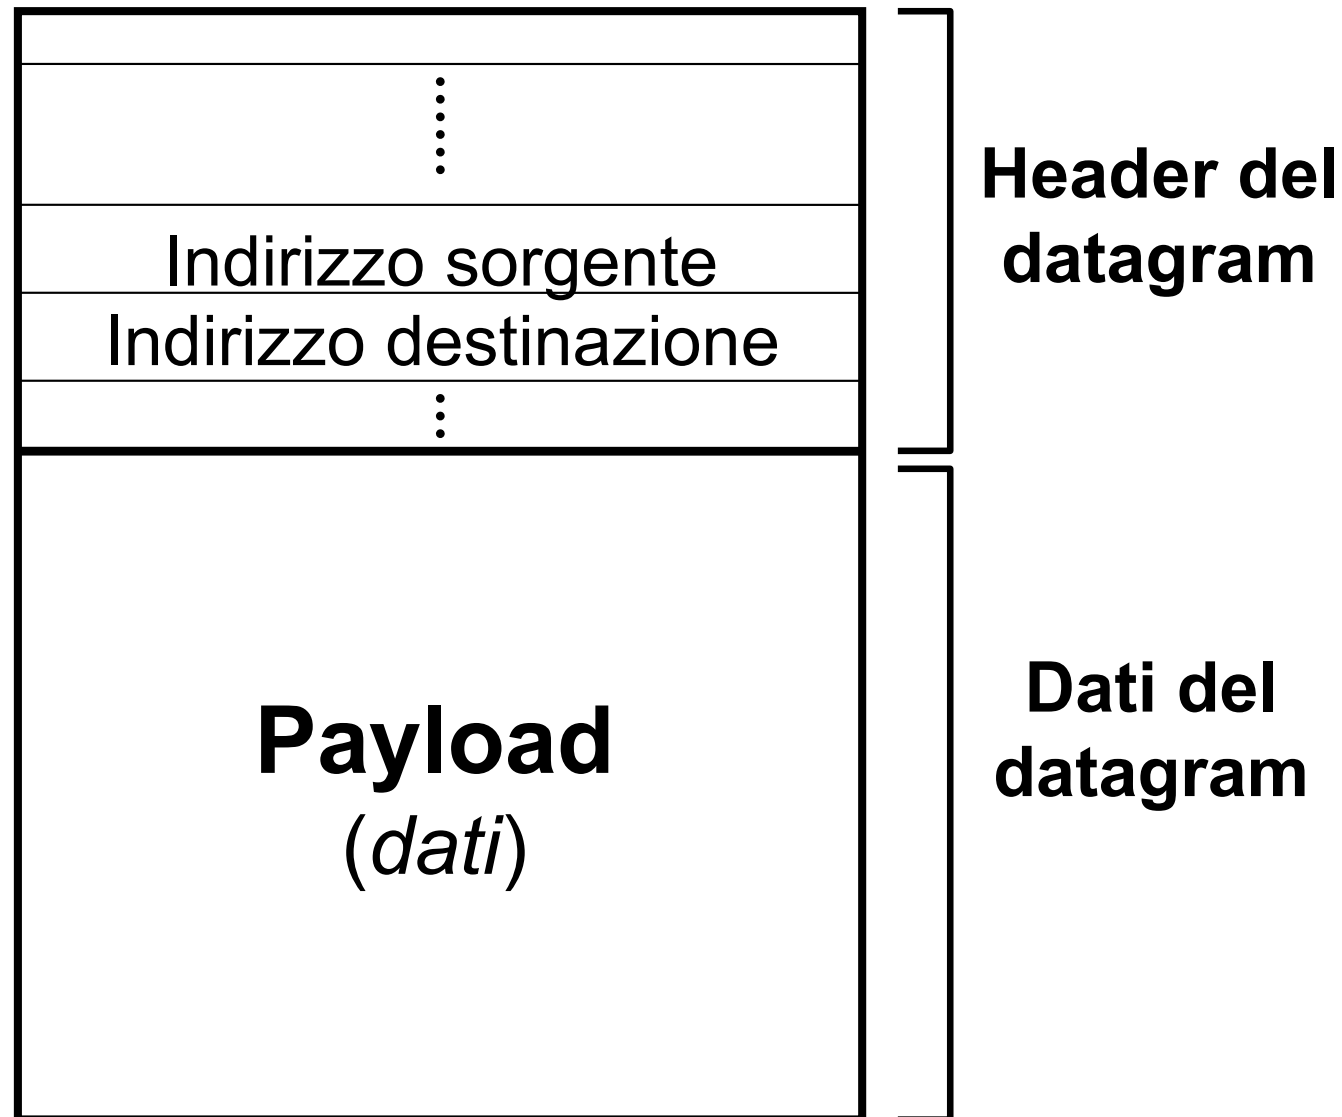 Indirizzo sorgente
Indirizzo destinazione
Header del
datagram
Payload
(dati)
Dati del
datagram